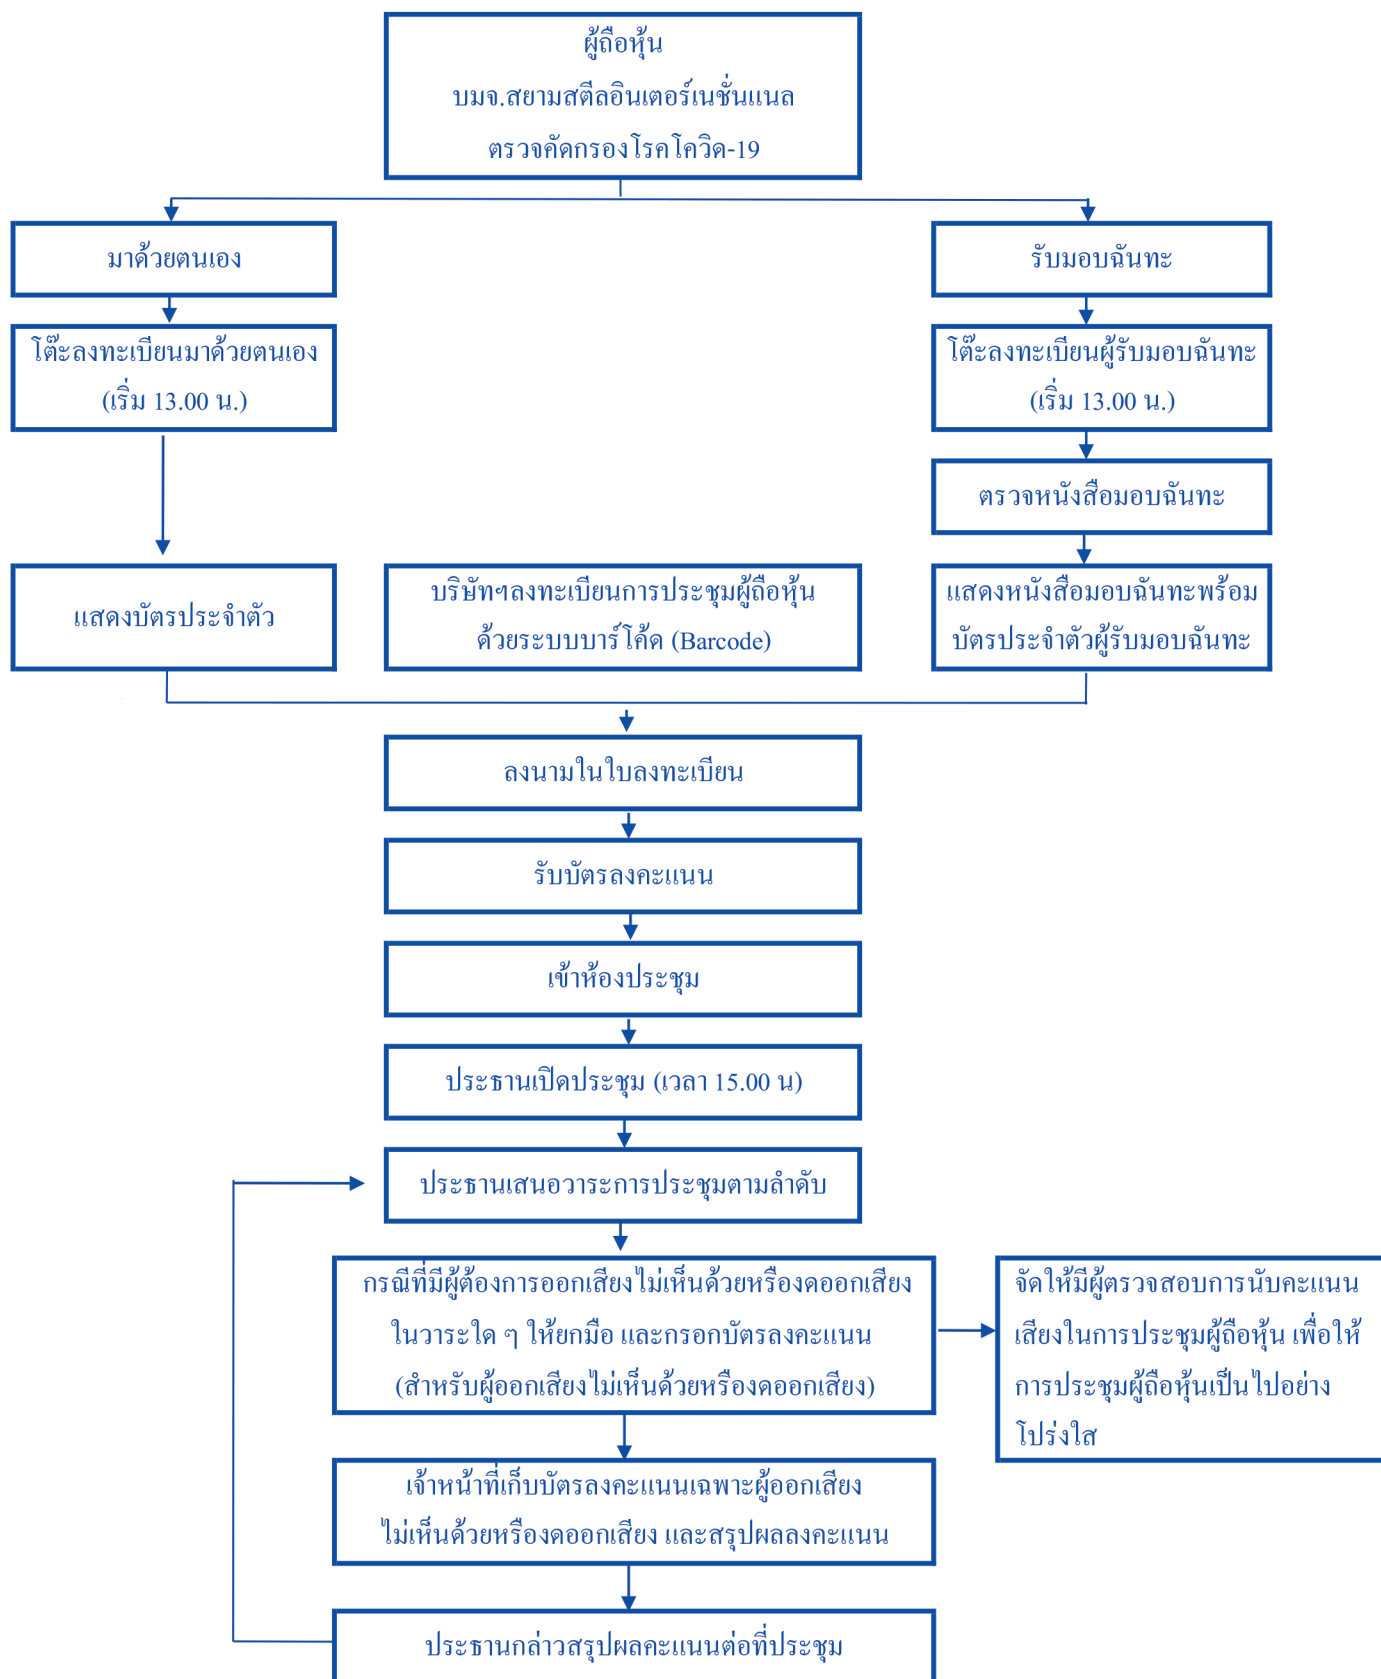 ผู้ถือหุ้น
บมจ.สยามสตีลอินเตอร์เนชั่นแนล
ตรวจคัดกรองโรคโควิด-19
มาด้วยตนเอง
รับมอบฉันทะ
โต๊ะลงทะเบียนมาด้วยตนเอง
(เริ่ม 13.00 น.)
โต๊ะลงทะเบียนผู้รับมอบฉันทะ
(เริ่ม 13.00 น.)
ตรวจหนังสือมอบฉันทะ
แสดงบัตรประจำตัว
บริษัทฯลงทะเบียนการประชุมผู้ถือหุ้น
ด้วยระบบบาร์โค้ด (Barcode)
แสดงหนังสือมอบฉันทะพร้อม
บัตรประจำตัวผู้รับมอบฉันทะ
ลงนามในใบลงทะเบียน
รับบัตรลงคะแนน
เข้าห้องประชุม
ประธานเปิดประชุม (เวลา 15.00 น)
ประธานเสนอวาระการประชุมตามลำดับ
กรณีที่มีผู้ต้องการออกเสียงไม่เห็นด้วยหรืองดออกเสียง
ในวาระใด ๆ ให้ยกมือ และกรอกบัตรลงคะแนน
(สำหรับผู้ออกเสียงไม่เห็นด้วยหรืองดออกเสียง)
จัดให้มีผู้ตรวจสอบการนับคะแนน
เสียงในการประชุมผู้ถือหุ้น เพื่อให้
การประชุมผู้ถือหุ้นเป็นไปอย่าง
โปร่งใส
เจ้าหน้าที่เก็บบัตรลงคะแนนเฉพาะผู้ออกเสียง
ไม่เห็นด้วยหรืองดออกเสียง และสรุปผลลงคะแนน
ประธานกล่าวสรุปผลคะแนนต่อที่ประชุม